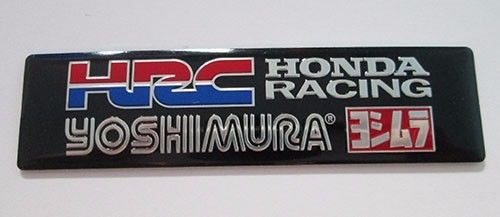 HRC HONDA RACING
YOSHIMURA® ヨシムラ